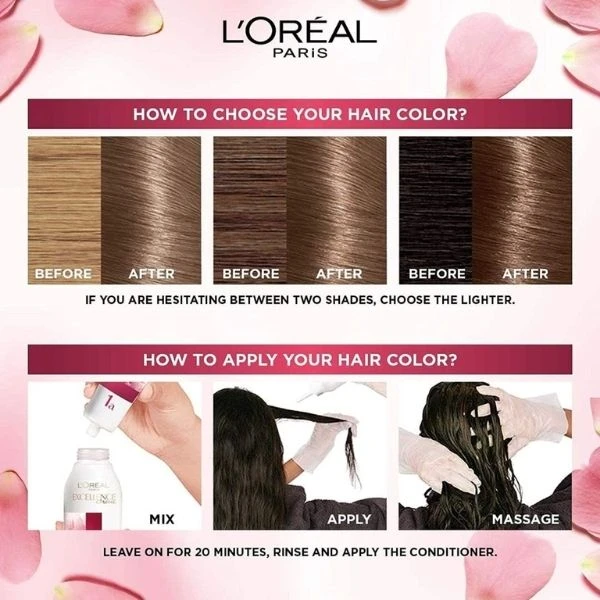 L'ORÉAL
PARIS
HOW TO CHOOSE YOUR HAIR COLOR?
BEFORE AFTER BEFORE AFTER BEFORE AFTER
IF YOU ARE HESITATING BETWEEN TWO SHADES, CHOOSE THE LIGHTER.
HOW TO APPLY YOUR HAIR COLOR?
1a
L'ORÉAL
PARIS
EXCELLENCE
MIX APPLY MASSAGE
LEAVE ON FOR 20 MINUTES, RINSE AND APPLY THE CONDITIONER.